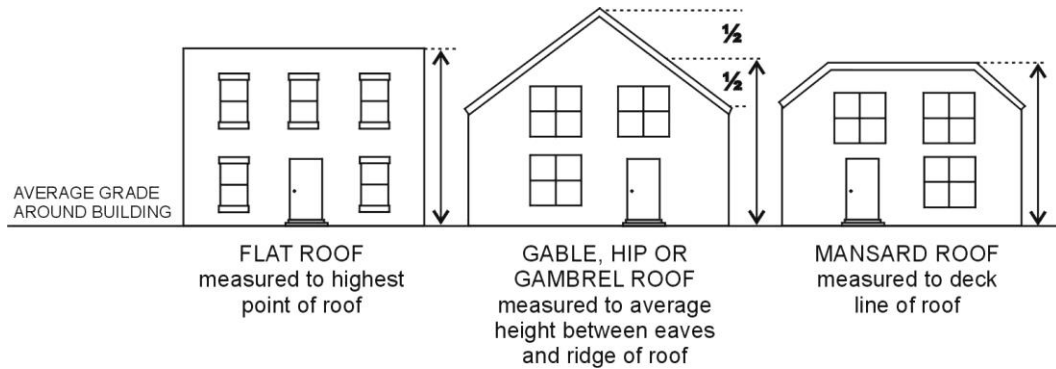 ½
½
AVERAGE GRADE
AROUND BUILDING
FLAT ROOF
measured to highest
point of roof
GABLE, HIP OR
GAMBREL ROOF
measured to average
height between eaves
and ridge of roof
MANSARD ROOF
measured to deck
line of roof